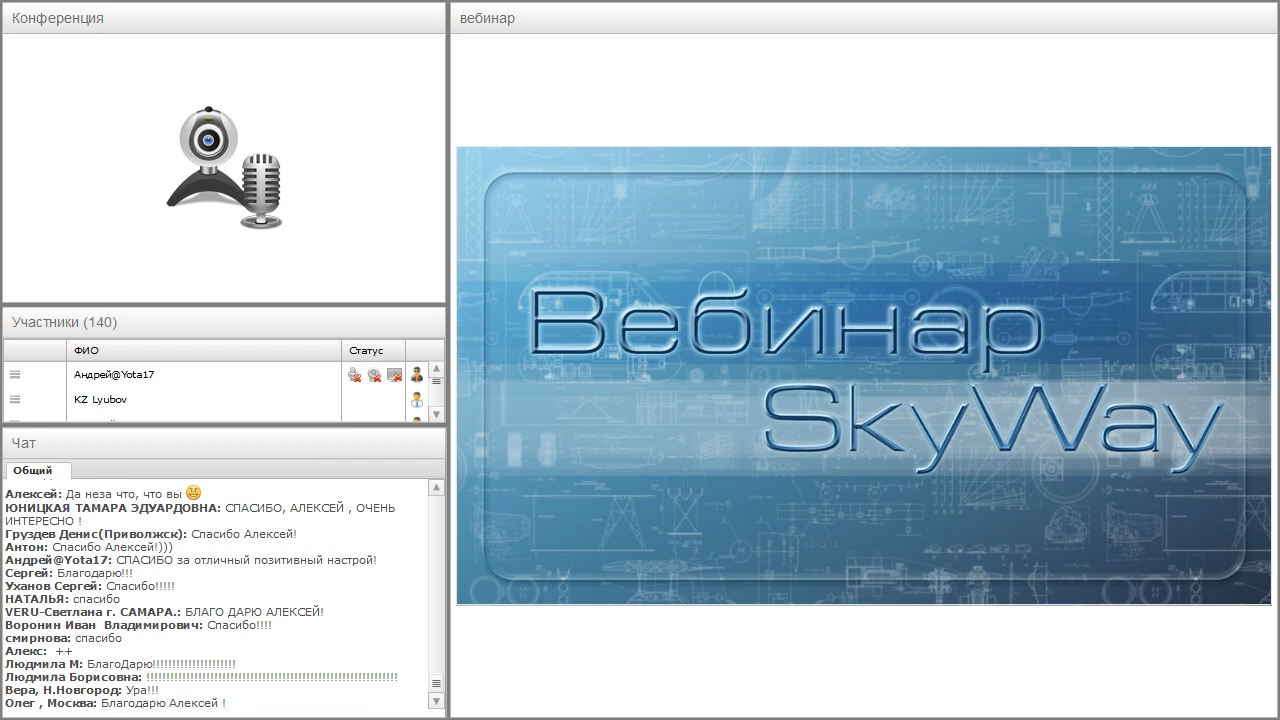 Конференция
вебинар
Участники (140)
ФИО Статус
Андрей@Yota17
KZ Lyubov
Чат
Общий
Алексей: Да неза что, что вы
ЮНИЦКАЯ ТАМАРА ЭДУАРДОВНА: СПАСИБО, АЛЕКСЕЙ , ОЧЕНЬ
ИНТЕРЕСНО !
Груздев Денис(Приволжск): Спасибо Алексей!
Антон: Спасибо Алексей!)))
Андрей@Yota17: СПАСИБО за отличный позитивный настрой!
Сергей: Благодарю!!!
Уханов Сергей: Спасибо!!!!!
НАТАЛЬЯ: спасибо
VERU-Светлана г. САМАРА.: БЛАГО ДАРЮ АЛЕКСЕЙ!
Воронин Иван  Владимирович: Спасибо!!!!
смирнова: спасибо
Алекс:  ++
Людмила М: БлагоДарю!!!!!!!!!!!!!!!!!!!!!
Людмила Борисовна: !!!!!!!!!!!!!!!!!!!!!!!!!!!!!!!!!!!!!!!!!!!!!!!!!!!!!!!!!!!!!!!
Вера, Н.Новгород: Ура!!!
Олег , Москва: Благодарю Алексей !
Вебинар
SkyWay